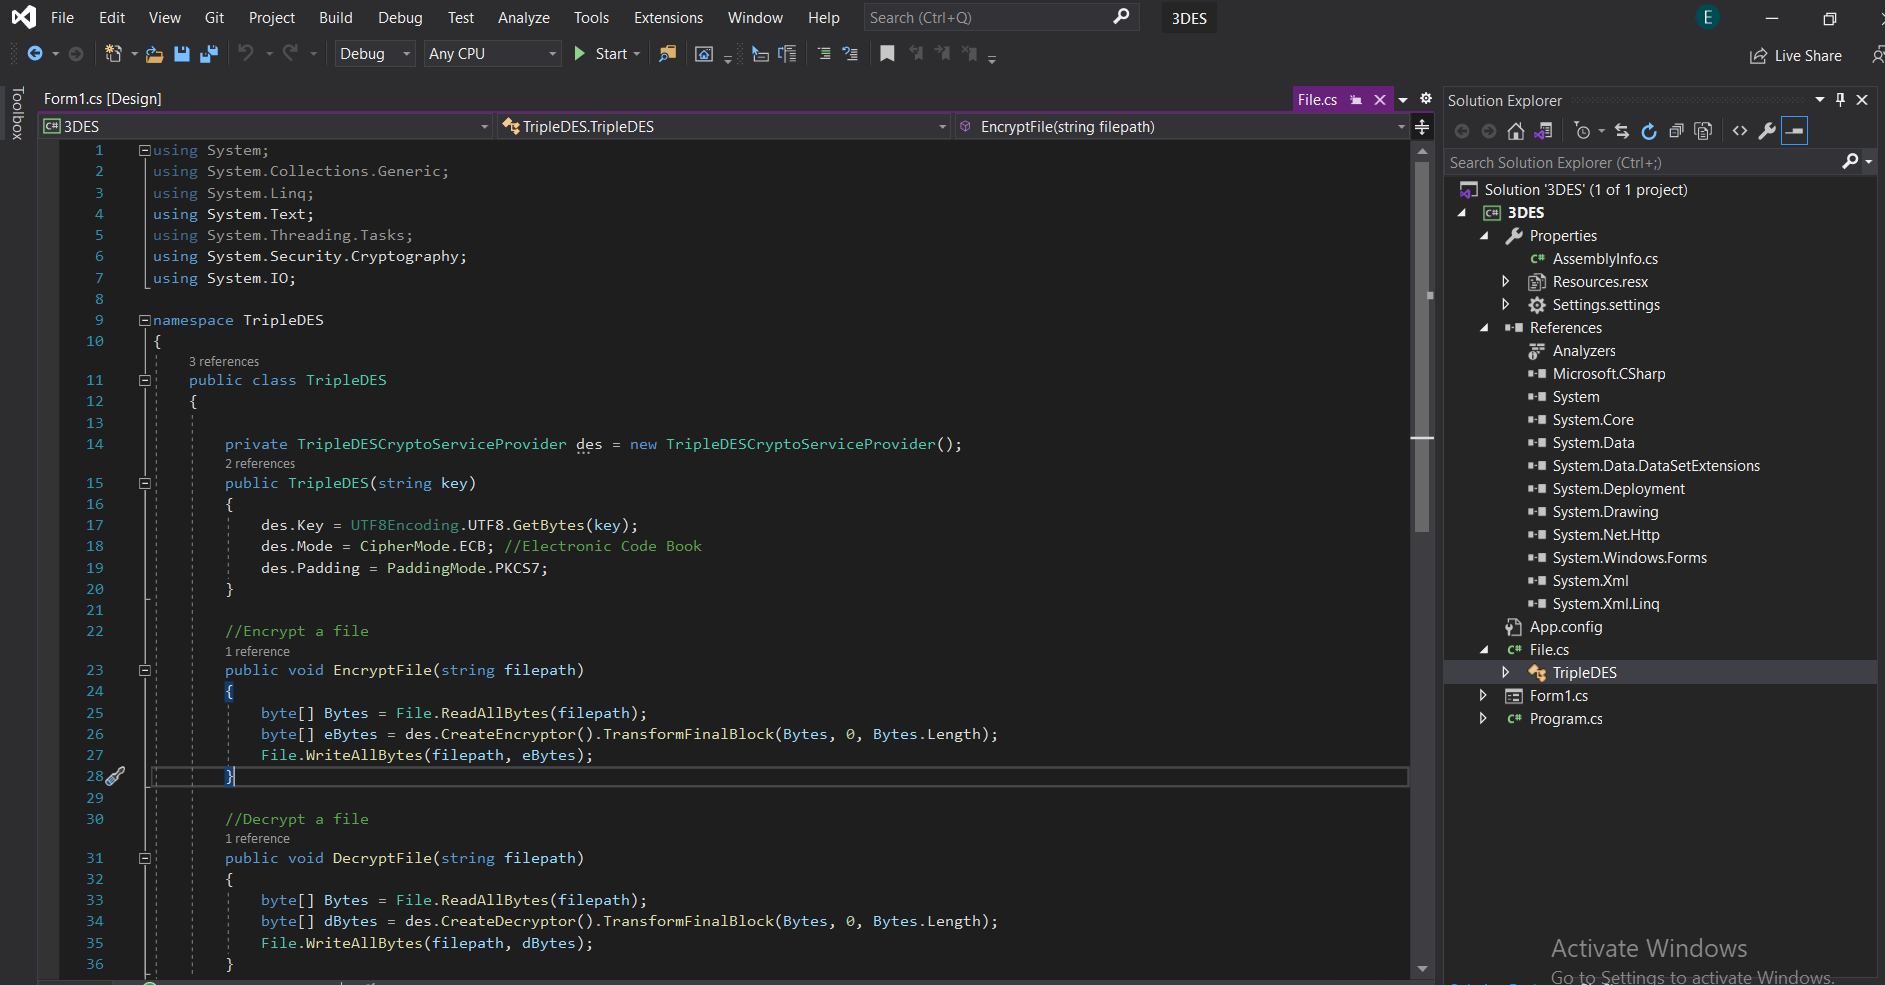 File Edit View Git Project Build Debug Test Analyze Tools Extensions Window Help Search (Ctrl+Q) 3DES E
Debug Any CPU Start Live Share
Toolbox
Form1.cs [Design] File.cs
3DES TripleDES.TripleDES EncryptFile(string filepath)
1 using System;
2 using System.Collections.Generic;
3 using System.Linq;
4 using System.Text;
5 using System.Threading.Tasks;
6 using System.Security.Cryptography;
7 using System.IO;
8
9 namespace TripleDES
10 {
3 references
11 public class TripleDES
12 {
13
14 private TripleDESCryptoServiceProvider des = new TripleDESCryptoServiceProvider();
2 references
15 public TripleDES(string key)
16 {
17 des.Key = UTF8Encoding.UTF8.GetBytes(key);
18 des.Mode = CipherMode.ECB; //Electronic Code Book
19 des.Padding = PaddingMode.PKCS7;
20 }
21
22 //Encrypt a file
1 reference
23 public void EncryptFile(string filepath)
24 {
25 byte[] Bytes = File.ReadAllBytes(filepath);
26 byte[] eBytes = des.CreateEncryptor().TransformFinalBlock(Bytes, 0, Bytes.Length);
27 File.WriteAllBytes(filepath, eBytes);
28 }
29
30 //Decrypt a file
1 reference
31 public void DecryptFile(string filepath)
32 {
33 byte[] Bytes = File.ReadAllBytes(filepath);
34 byte[] dBytes = des.CreateDecryptor().TransformFinalBlock(Bytes, 0, Bytes.Length);
35 File.WriteAllBytes(filepath, dBytes);
36 }
Solution Explorer
Search Solution Explorer (Ctrl+;)
Solution '3DES' (1 of 1 project)
C# 3DES
Properties
C# AssemblyInfo.cs
Resources.resx
Settings.settings
References
Analyzers
Microsoft.CSharp
System
System.Core
System.Data
System.Data.DataSetExtensions
System.Deployment
System.Drawing
System.Net.Http
System.Windows.Forms
System.Xml
System.Xml.Linq
App.config
C# File.cs
TripleDES
Form1.cs
C# Program.cs
Activate Windows
Go to Settings to activate Windows.